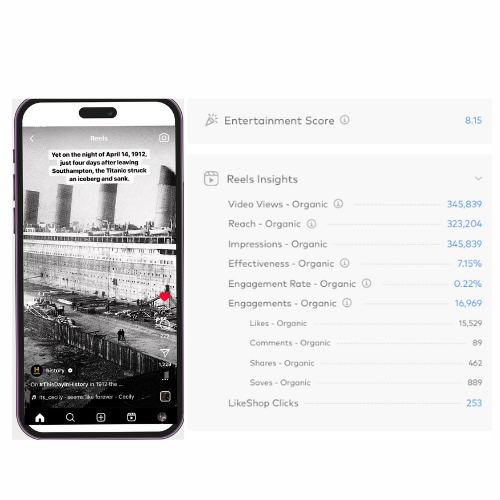 Reels
Yet on the night of April 14, 1912,
just four days after leaving
Southampton, the Titanic struck
an iceberg and sank.
history
On #ThisDayInHistory in 1912 the ...
its_cecily · seems like forever - Cecily
Entertainment Score
8.15
Reels Insights
Video Views - Organic 345,839
Reach - Organic 323,204
Impressions - Organic 345,839
Effectiveness - Organic 7.15%
Engagement Rate - Organic 0.22%
Engagements - Organic 16,969
Likes - Organic 15,529
Comments - Organic 89
Shares - Organic 462
Saves - Organic 889
LikeShop Clicks 253